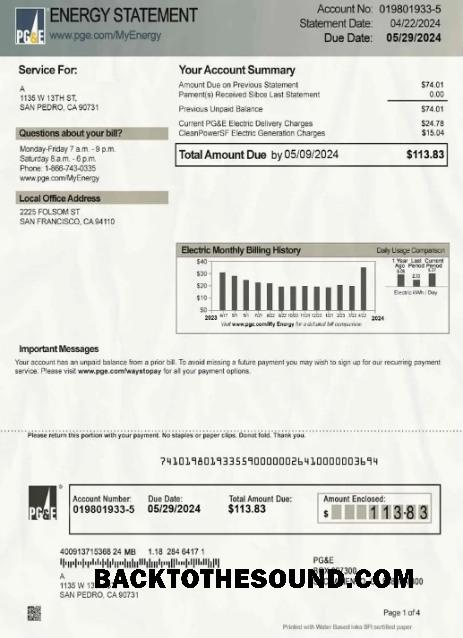 ENERGY STATEMENT
www.pge.com/MyEnergy
PG&E
Account No: 019801933-5
Statement Date: 04/22/2024
Due Date: 05/29/2024
Service For:
A
1135 W 13TH ST,
SAN PEDRO, CA 90731
Questions about your bill?
Monday-Friday 7 a.m. - 9 p.m.
Saturday 8 a.m. - 6 p.m.
Phone: 1-866-743-0335
www.pge.com/MyEnergy
Local Office Address
2225 FOLSOM ST
SAN FRANCISCO, CA 94110
Your Account Summary
Amount Due on Previous Statement $74.01
Pament(s) Received Sibce Last Statement 0.00
Previous Unpaid Balance $74.01
Current PG&E Electric Delivery Charges $24.78
CleanPowerSF Electric Generation Charges $15.04
Total Amount Due by 05/09/2024 $113.83
Electric Monthly Billing History
Daily Usage Comparison
$40
$30
$20
$10
$0
2023
2024
1 Year Ago
Last Period
Current Period
Electric kWh / Day
Visit www.pge.com/My Energy for a detailed bill comparison
Important Messages
Your account has an unpaid balance from a prior bill. To avoid missing a future payment you may wish to sign up for our recurring payment
service. Please visit www.pge.com/waystopay for all your payment options.
Please return this portion with your payment. No staples or paper clips. Donot fold. Thank you.
74101980193355900000026410000003694
PG&E
Account Number:
019801933-5
Due Date:
05/29/2024
Total Amount Due:
$113.83
Amount Enclosed:
$ 113.83
400913715368 24 MB 1.18 284 6417 1
A
1135 W 13
SAN PEDRO, CA 90731
PG&E
BACKTOTHESOUND.COM
Page 1 of 4
Printed with Water Based Inks SFI certified paper